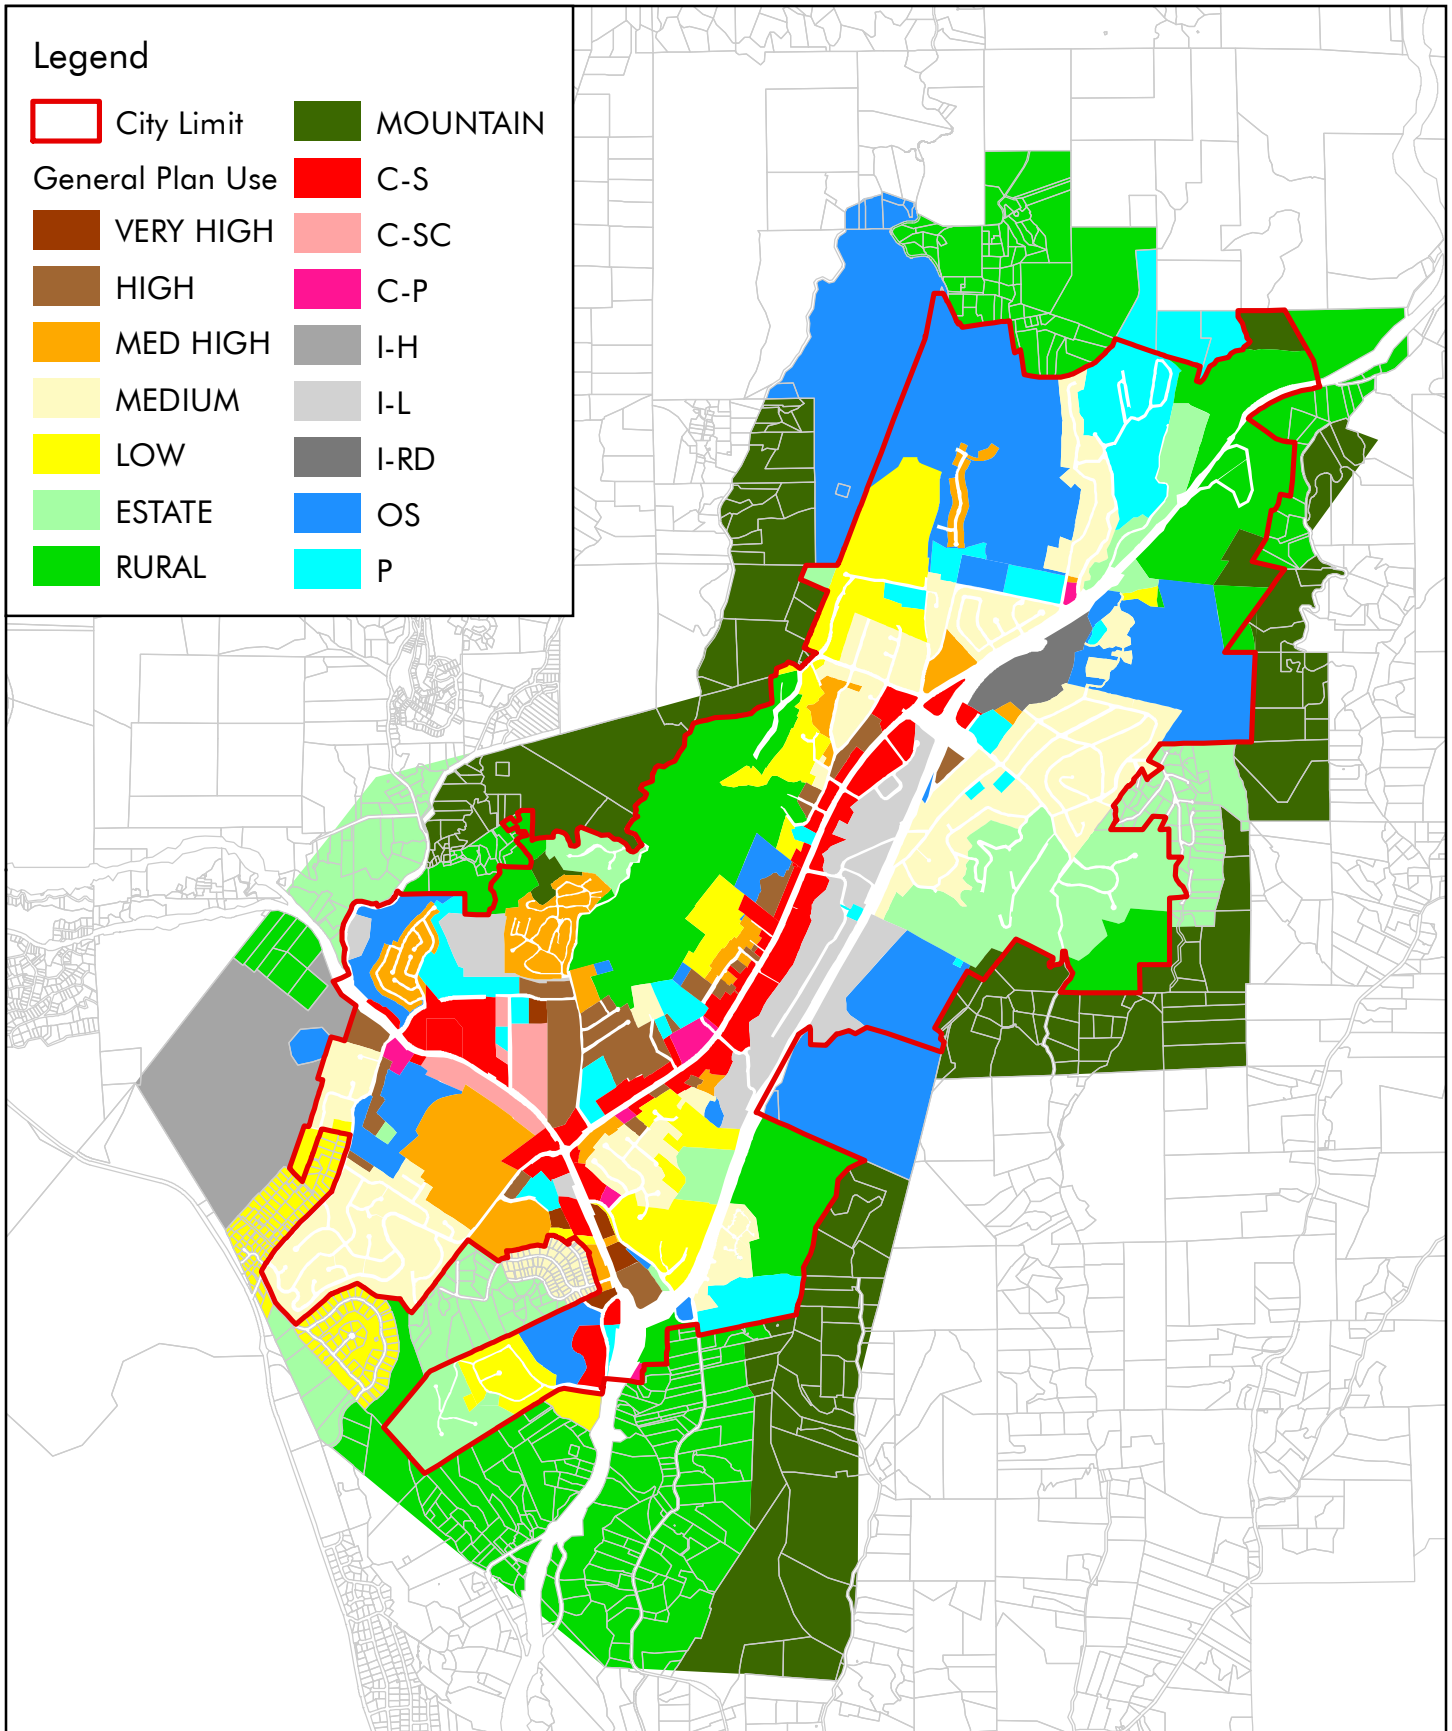 Legend
City Limit
General Plan Use
VERY HIGH
HIGH
MED HIGH
MEDIUM
LOW
ESTATE
RURAL
MOUNTAIN
C-S
C-SC
C-P
I-H
I-L
I-RD
OS
P